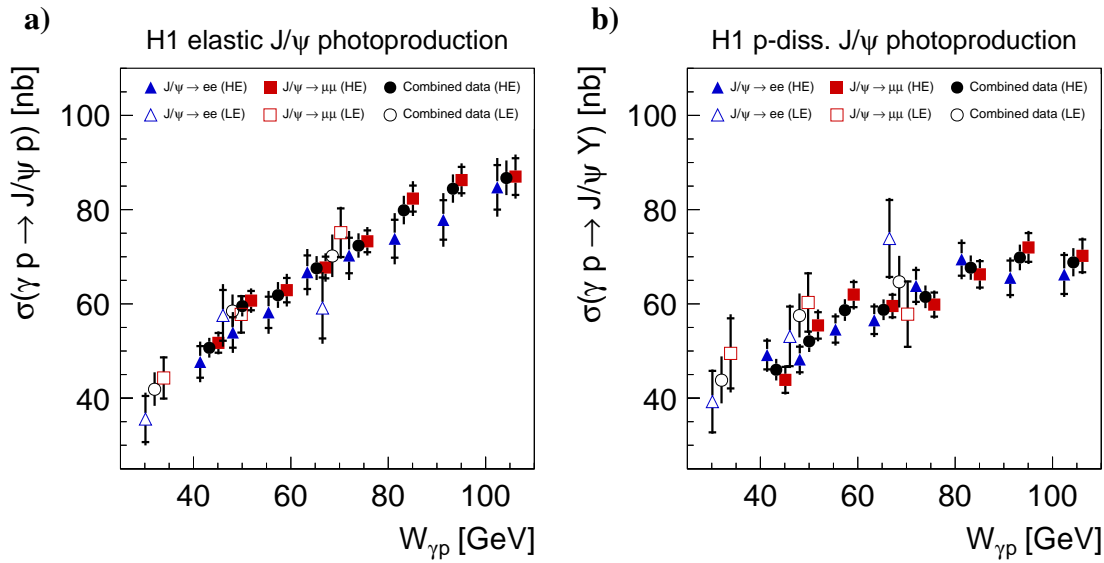 a)
H1 elastic J/ψ photoproduction
σ(γ p → J/ψ p) [nb]
J/ψ → ee (HE)
J/ψ → μμ (HE)
Combined data (HE)
J/ψ → ee (LE)
J/ψ → μμ (LE)
Combined data (LE)
100
80
60
40
40 60 80 100
Wγp [GeV]
b)
H1 p-diss. J/ψ photoproduction
σ(γ p → J/ψ Y) [nb]
J/ψ → ee (HE)
J/ψ → μμ (HE)
Combined data (HE)
J/ψ → ee (LE)
J/ψ → μμ (LE)
Combined data (LE)
100
80
60
40
40 60 80 100
Wγp [GeV]